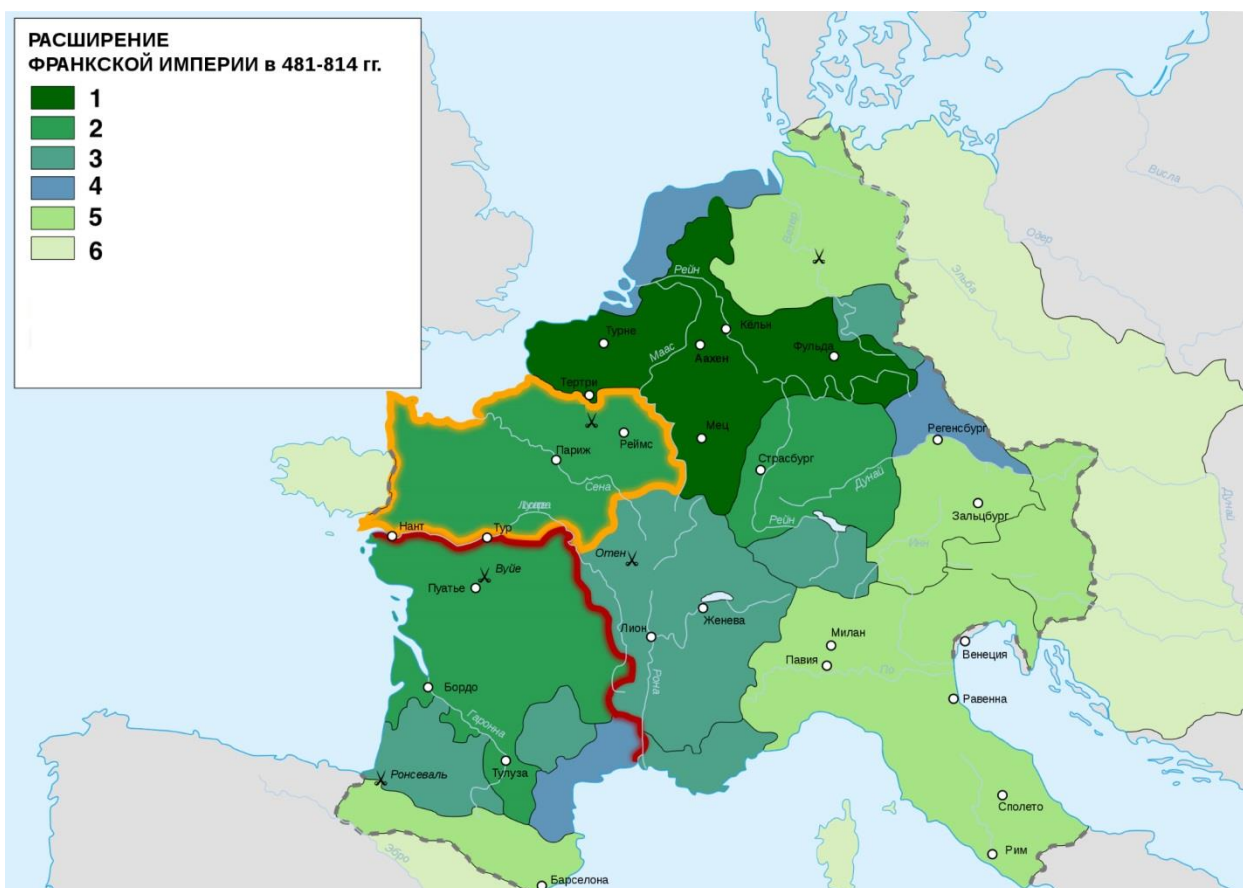 РАСШИРЕНИЕ
ФРАНКСКОЙ ИМПЕРИИ в 481-814 гг.
1
2
3
4
5
6
Висла
Одер
Везер
Эльба
Рейн
Кёльн
Турне
Маас
Аахен
Фульда
Тертри
Мец
Реймс
Регенсбург
Париж
Страсбург
Сена
Дунай
Дунай
Зальцбург
Рейн
Нант
Тур
Инн
Отен
Вуйе
Пуатье
Женева
Лион
Милан
Венеция
Павия
По
Рона
Бордо
Равенна
Гаронна
Тулуза
Ронсеваль
Сполето
Эбро
Рим
Барселона